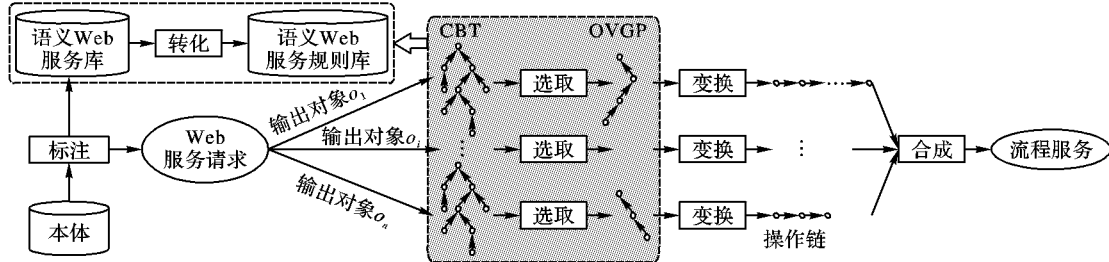 语义Web
服务库
转化
语义Web
服务规则库
CBT
OVGP
选取
变换
输出对象o₁
标注
Web
服务请求
输出对象oᵢ
选取
变换
合成
流程服务
输出对象oₙ
选取
变换
本体
操作链